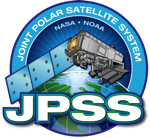 JOINT POLAR SATELLITE SYSTEM
NASA • NOAA
JPSS